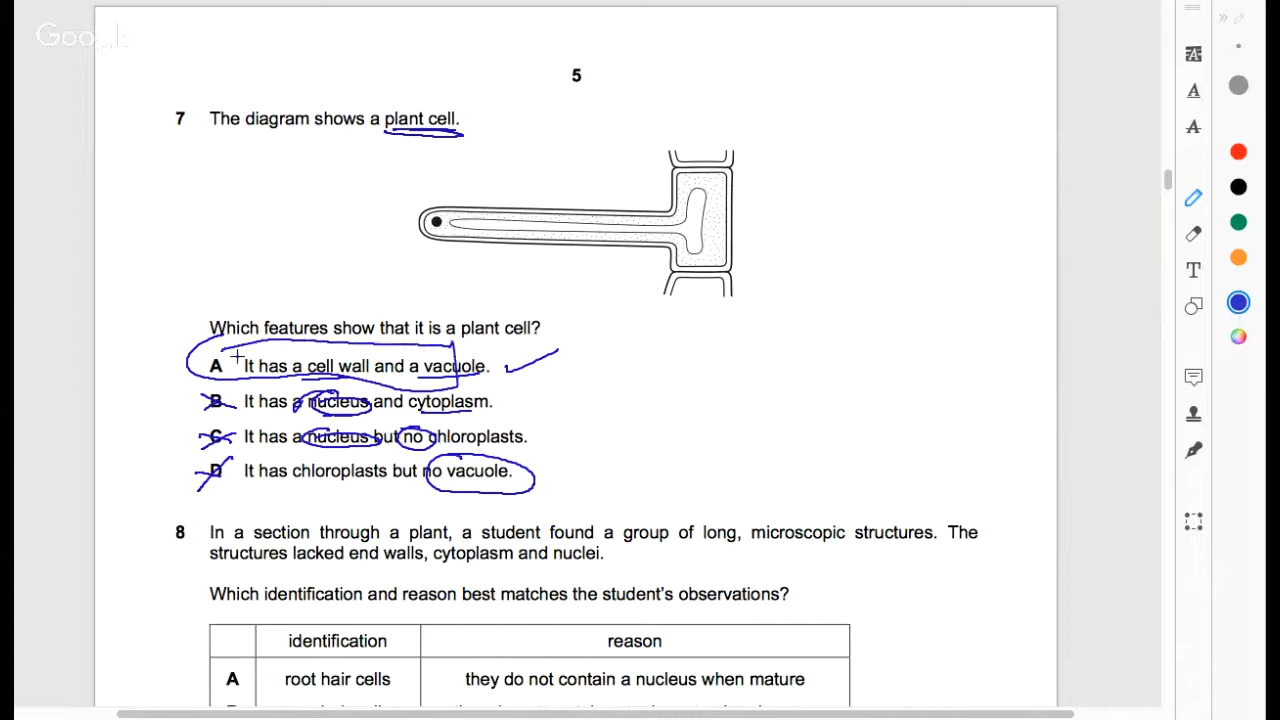 Google
5
7 The diagram shows a plant cell.
Which features show that it is a plant cell?
A It has a cell wall and a vacuole.
B It has a nucleus and cytoplasm.
C It has a nucleus but no chloroplasts.
D It has chloroplasts but no vacuole.
8 In a section through a plant, a student found a group of long, microscopic structures. The
structures lacked end walls, cytoplasm and nuclei.
Which identification and reason best matches the student's observations?
identification reason
A root hair cells they do not contain a nucleus when mature